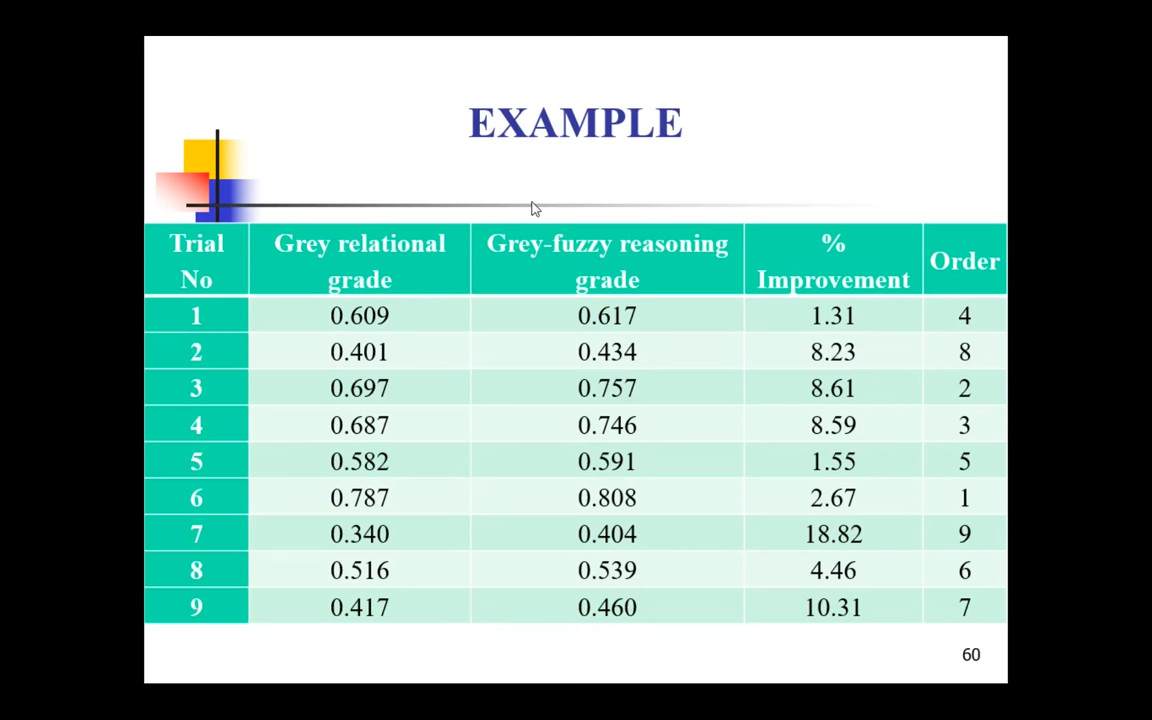 EXAMPLE
Trial No Grey relational grade Grey-fuzzy reasoning grade % Improvement Order
1 0.609 0.617 1.31 4
2 0.401 0.434 8.23 8
3 0.697 0.757 8.61 2
4 0.687 0.746 8.59 3
5 0.582 0.591 1.55 5
6 0.787 0.808 2.67 1
7 0.340 0.404 18.82 9
8 0.516 0.539 4.46 6
9 0.417 0.460 10.31 7
60